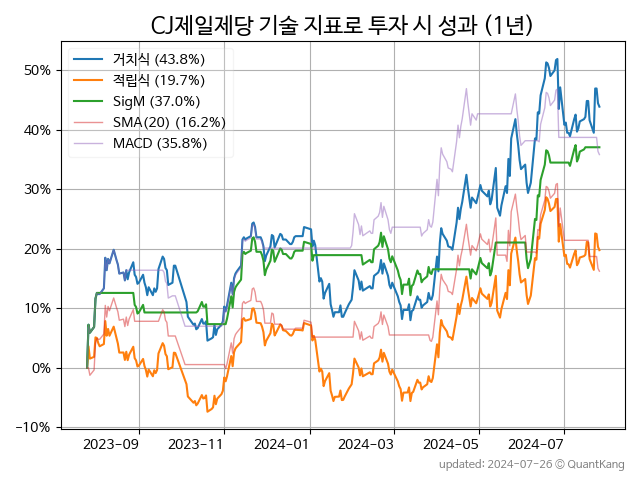 CJ제일제당 기술 지표로 투자 시 성과 (1년)
거치식 (43.8%)
적립식 (19.7%)
SigM (37.0%)
SMA(20) (16.2%)
MACD (35.8%)
50%
40%
30%
20%
10%
0%
−10%
2023-09 2023-11 2024-01 2024-03 2024-05 2024-07
updated: 2024-07-26 © QuantKang